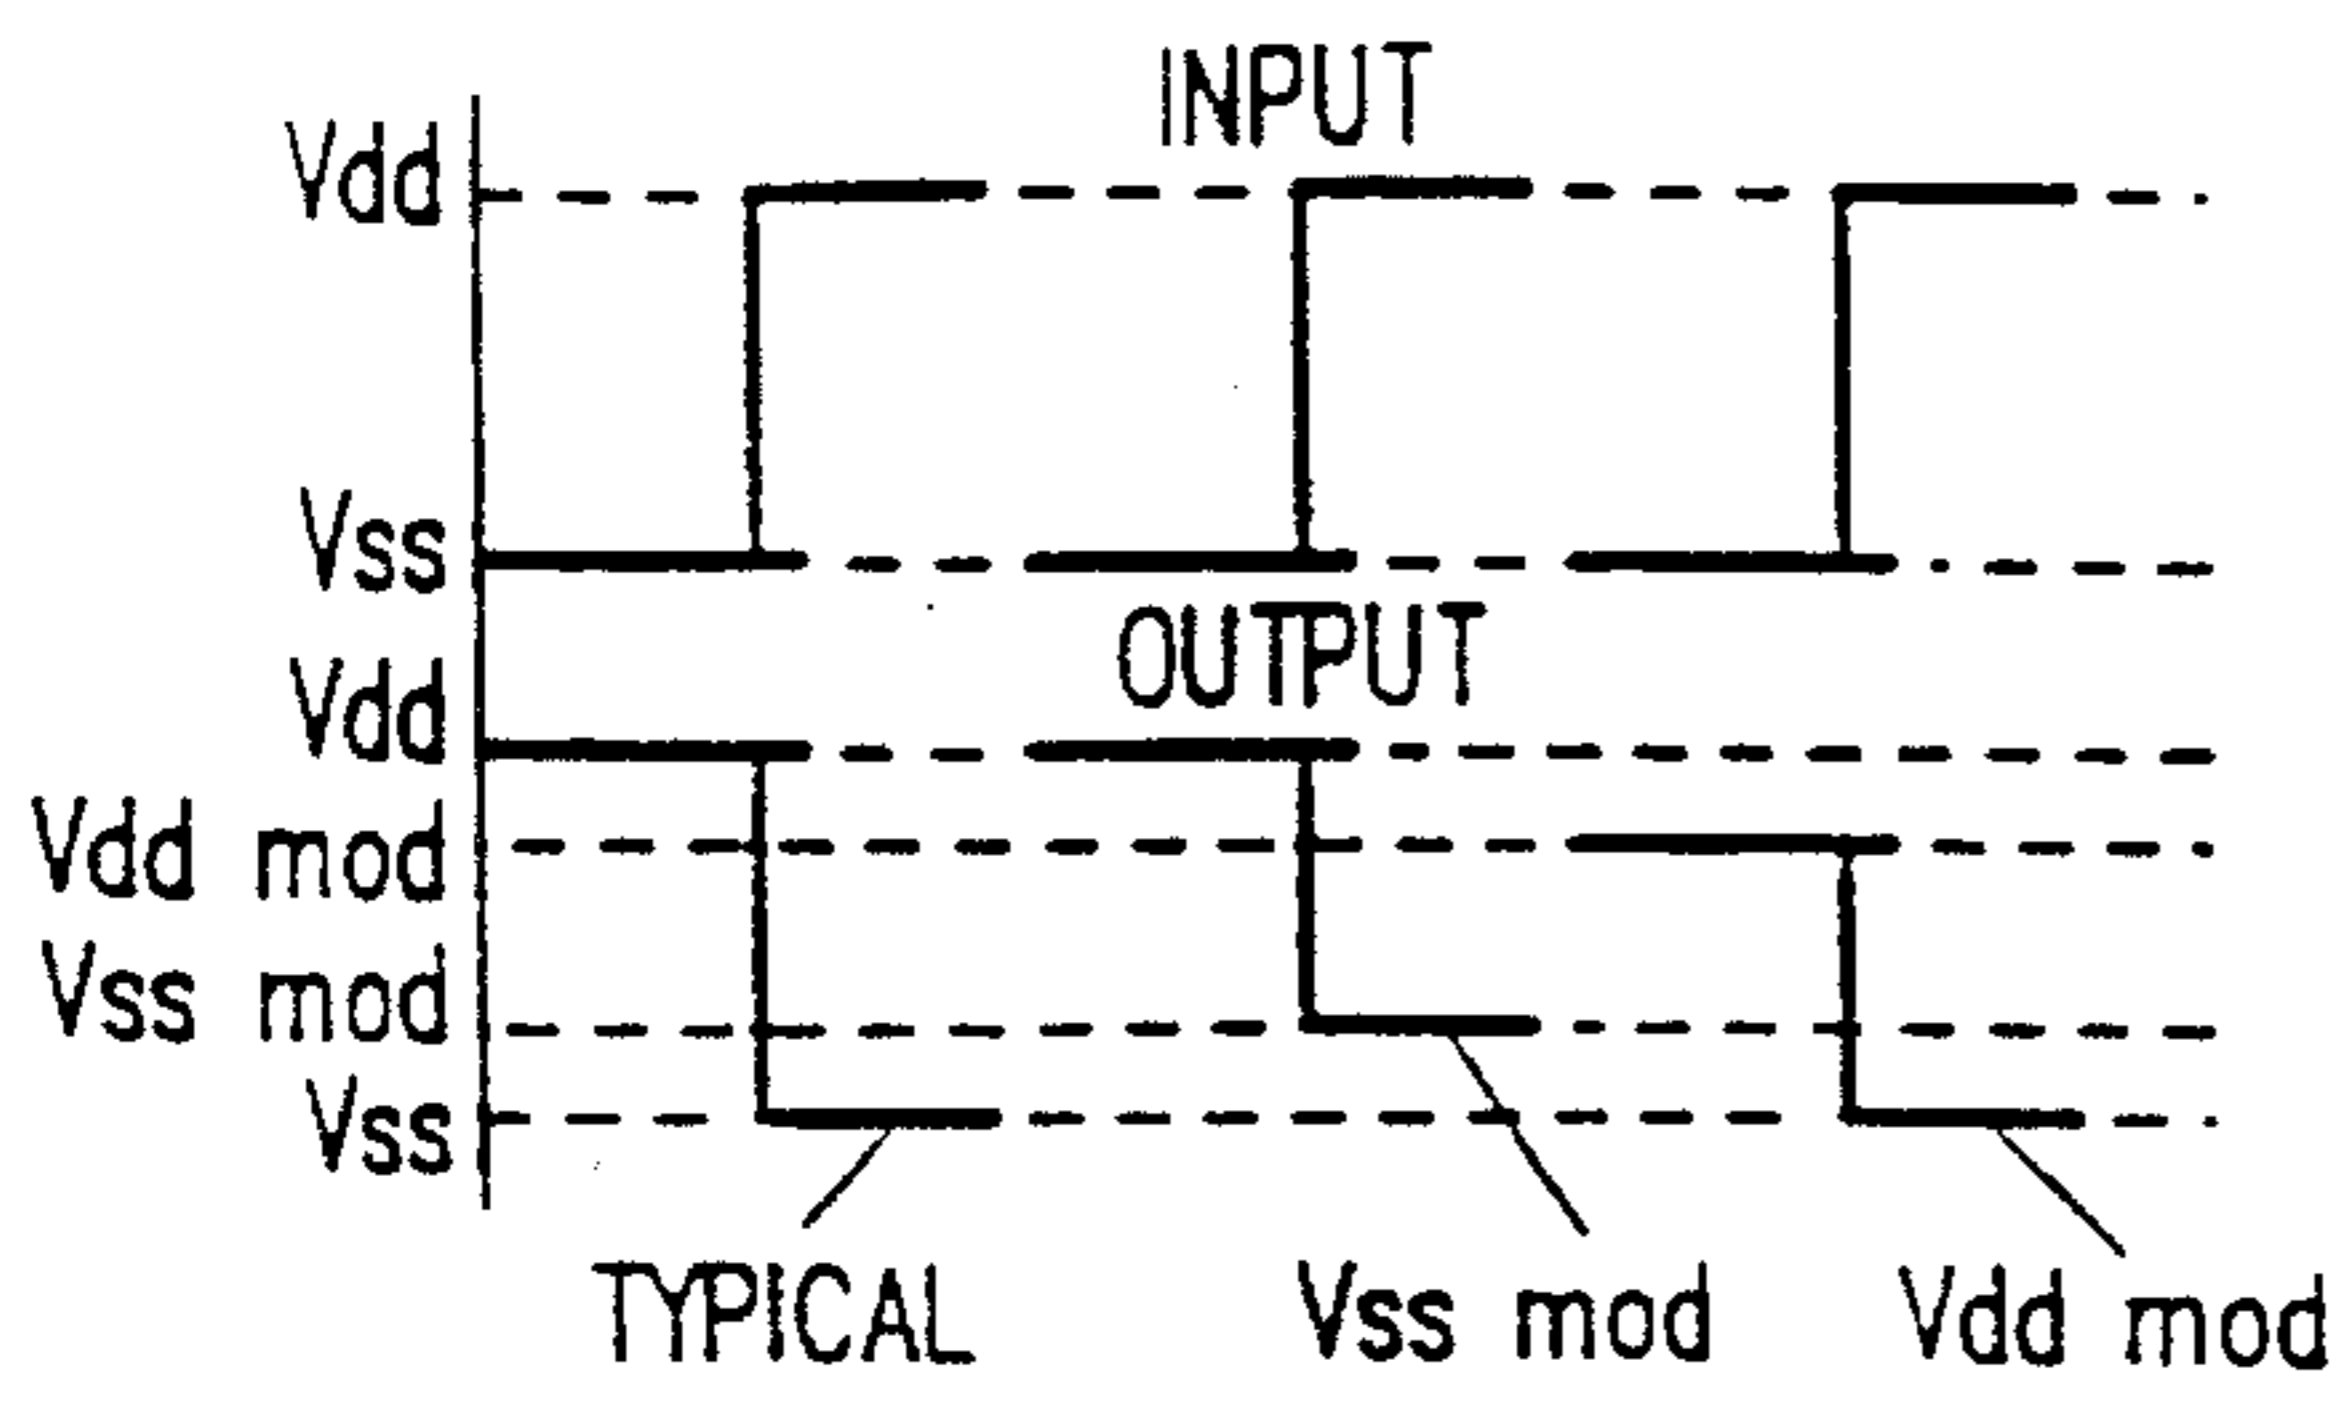 INPUT
Vdd
Vss
OUTPUT
Vdd
Vdd mod
Vss mod
Vss
TYPICAL
Vss mod
Vdd mod